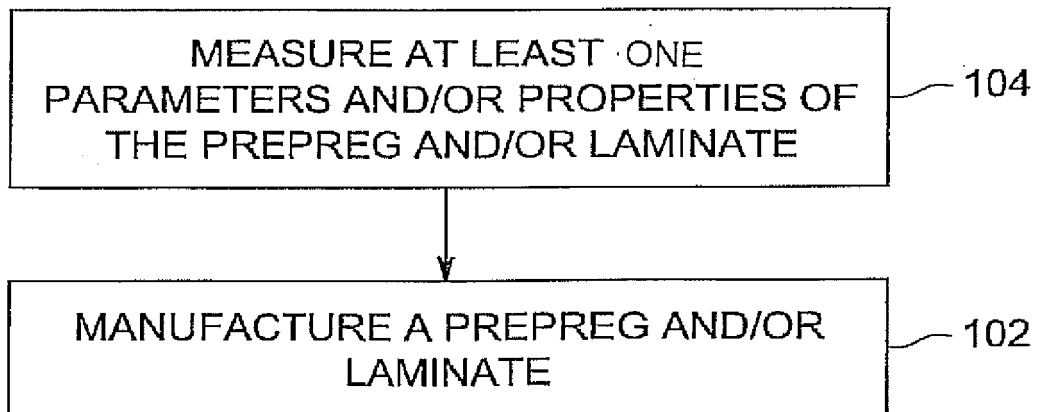 MEASURE AT LEAST ONE
PARAMETERS AND/OR PROPERTIES OF
THE PREPREG AND/OR LAMINATE
104
MANUFACTURE A PREPREG AND/OR
LAMINATE
102